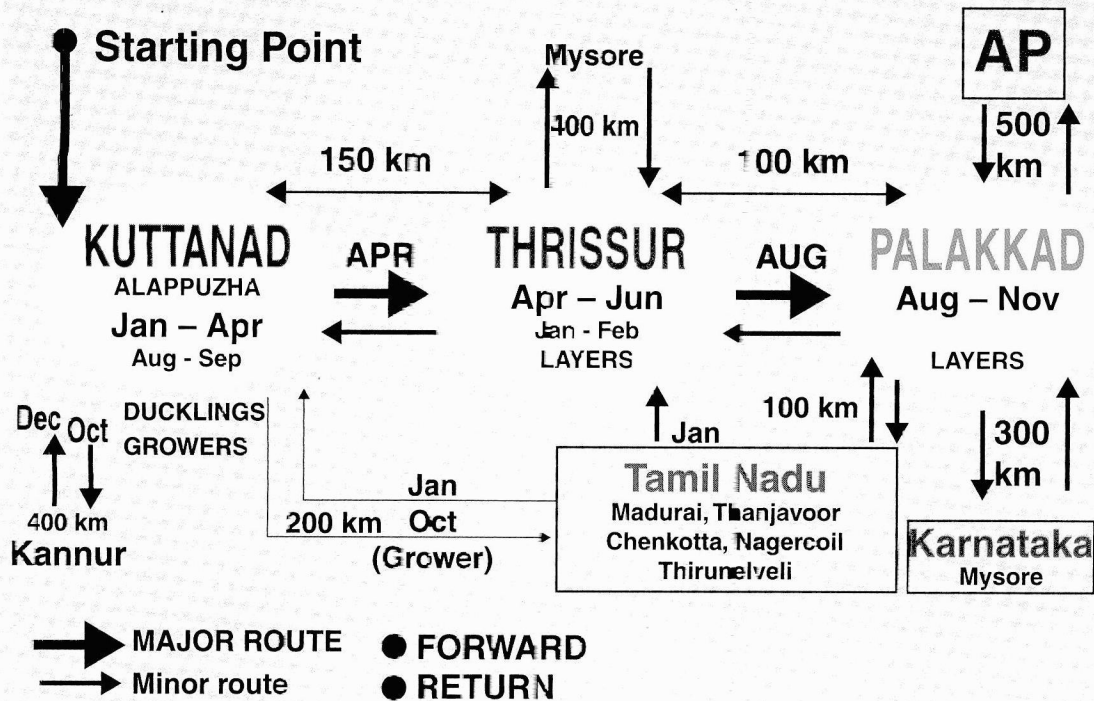 Starting Point
Mysore
400 km
AP
500
km
150 km
100 km
KUTTANAD
ALAPPUZHA
Jan – Apr
Aug - Sep
APR
THRISSUR
Apr – Jun
Jan - Feb
LAYERS
AUG
PALAKKAD
Aug – Nov
LAYERS
DUCKLINGS
GROWERS
Dec Oct
400 km
Kannur
Jan
200 km Oct
(Grower)
Jan
100 km
300
km
Tamil Nadu
Madurai, Thanjavoor
Chenkotta, Nagercoil
Thirunelveli
Karnataka
Mysore
MAJOR ROUTE
Minor route
FORWARD
RETURN